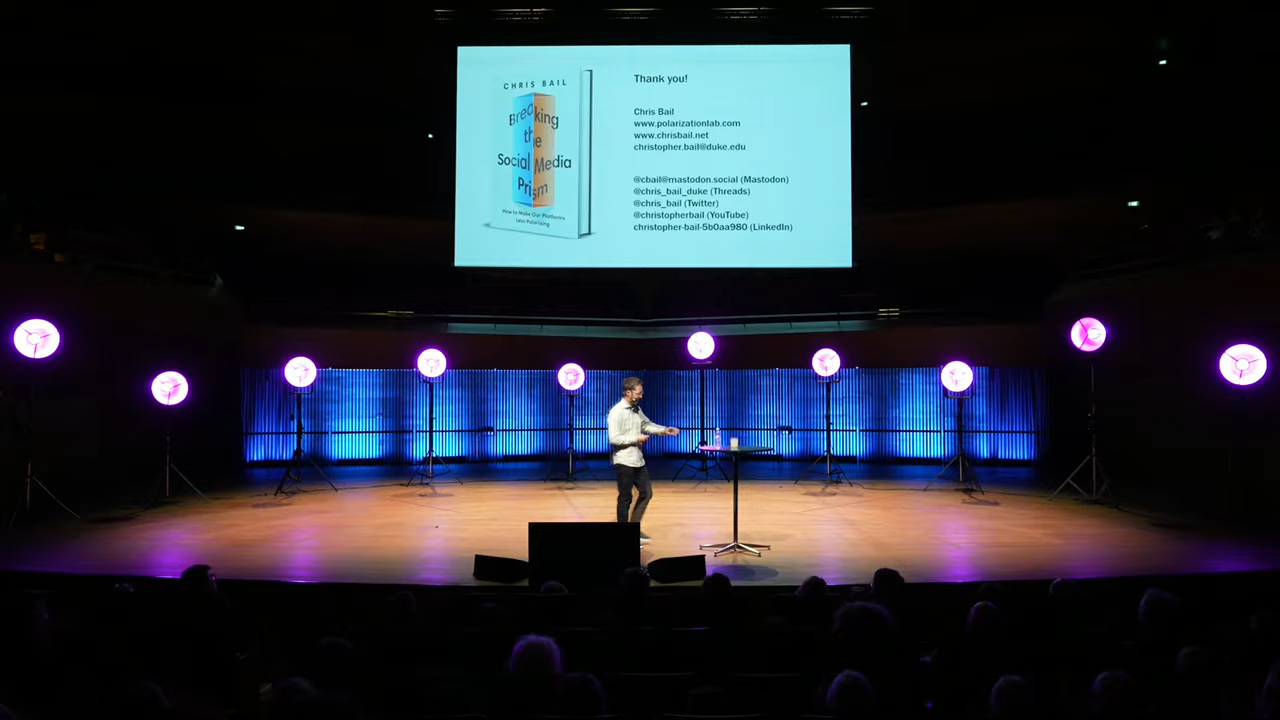 CHRIS BAIL
Breaking
the
Social Media
Prism
How to Make Our Platforms
Less Polarizing
Thank you!
Chris Bail
www.polarizationlab.com
www.chrisbail.net
christopher.bail@duke.edu
@cbail@mastodon.social (Mastodon)
@chris_bail_duke (Threads)
@chris_bail (Twitter)
@christopherbail (YouTube)
christopher-bail-5b0aa980 (LinkedIn)